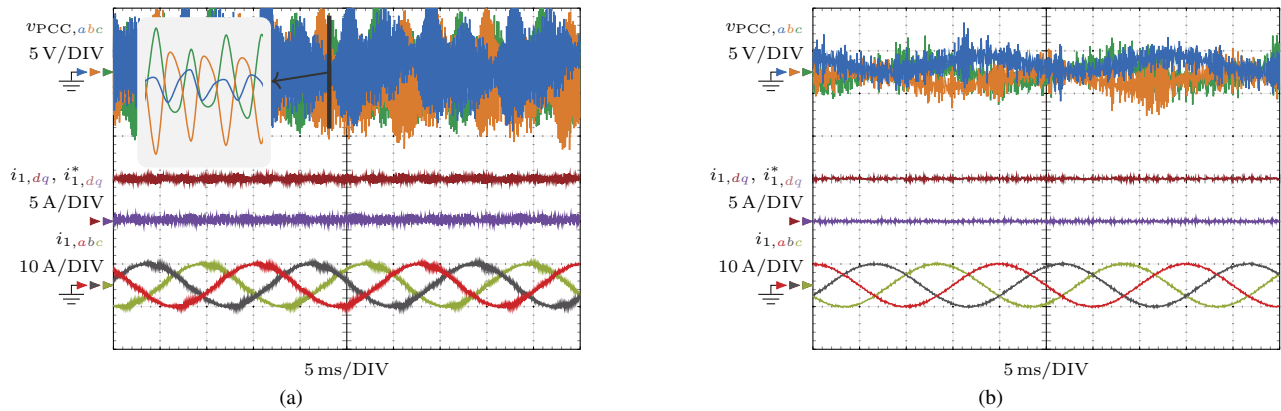 v_PCC,abc
5 V/DIV
i_1,dq, i*_1,dq
5 A/DIV
i_1,abc
10 A/DIV
5 ms/DIV
(a)
v_PCC,abc
5 V/DIV
i_1,dq, i*_1,dq
5 A/DIV
i_1,abc
10 A/DIV
5 ms/DIV
(b)